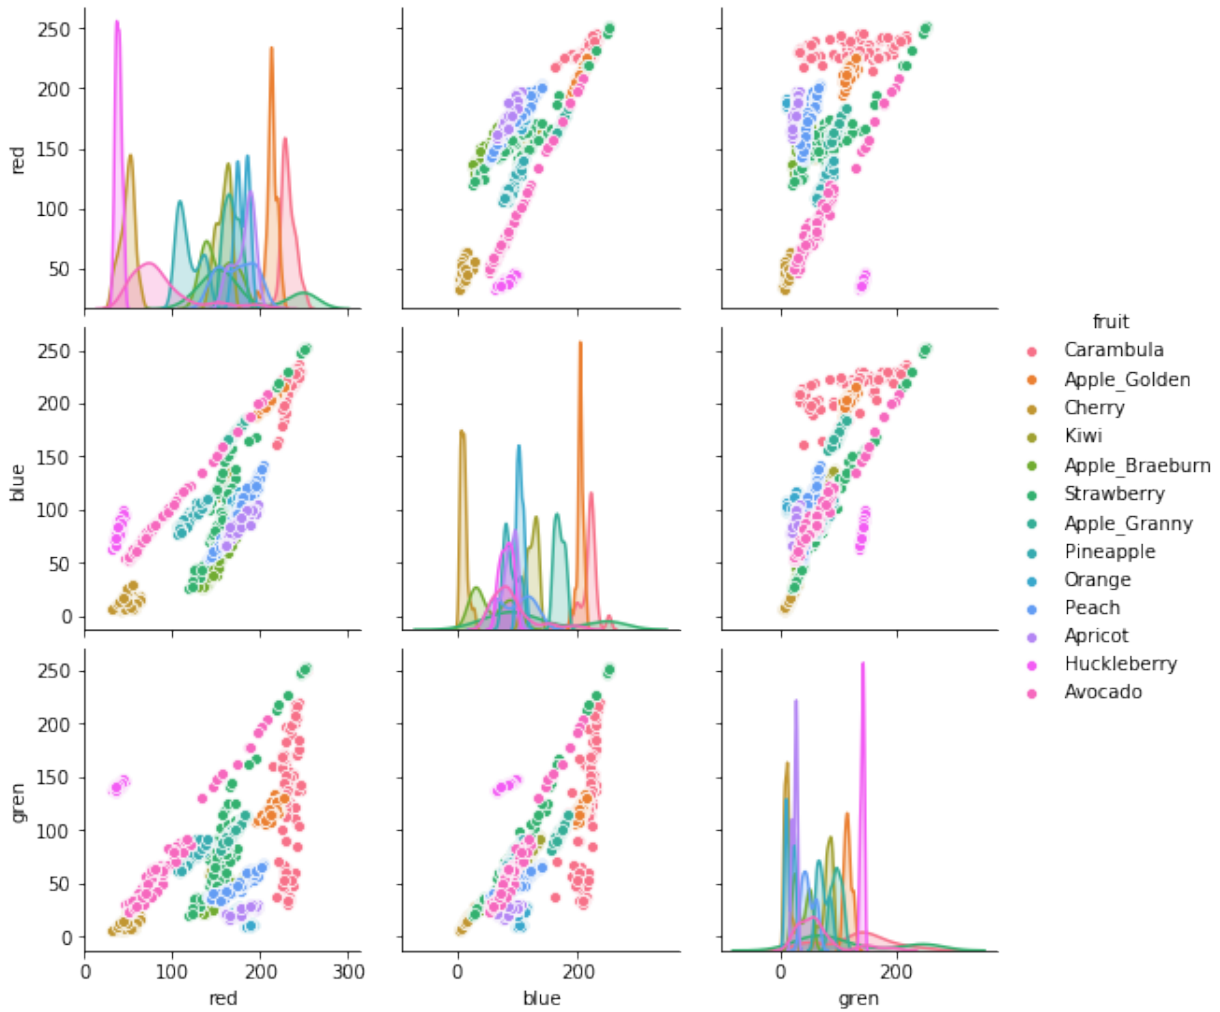 250
200
150
100
50
red
fruit
Carambula
Apple_Golden
Cherry
Kiwi
Apple_Braeburn
Strawberry
Apple_Granny
Pineapple
Orange
Peach
Apricot
Huckleberry
Avocado
250
200
150
100
50
0
blue
250
200
150
100
50
0
gren
0 100 200 300
red
0 200
blue
0 200
gren